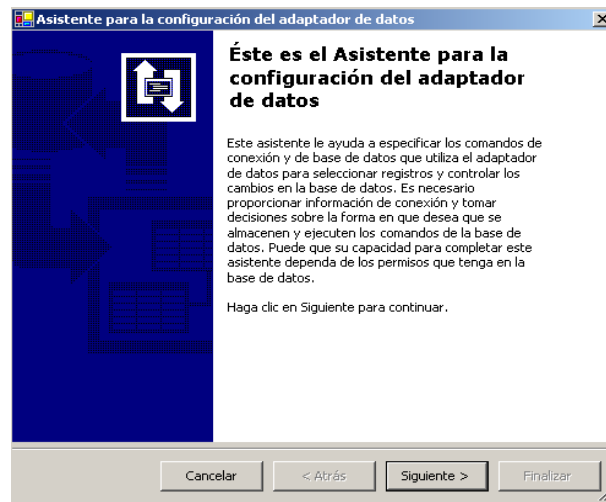 Asistente para la configuración del adaptador de datos
Éste es el Asistente para la
configuración del adaptador
de datos
Este asistente le ayuda a especificar los comandos de
conexión y de base de datos que utiliza el adaptador
de datos para seleccionar registros y controlar los
cambios en la base de datos. Es necesario
proporcionar información de conexión y tomar
decisiones sobre la forma en que desea que se
almacenen y ejecuten los comandos de la base de
datos. Puede que su capacidad para completar este
asistente dependa de los permisos que tenga en la
base de datos.
Haga clic en Siguiente para continuar.
Cancelar < Atrás Siguiente > Finalizar